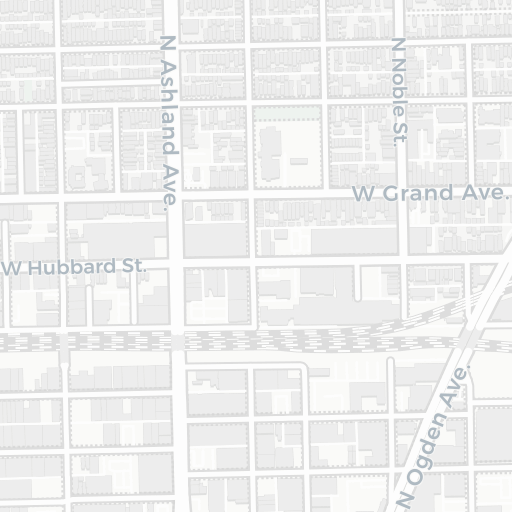 N Ashland Ave.
N Noble St.
W Grand Ave.
W Hubbard St.
N Ogden Ave.